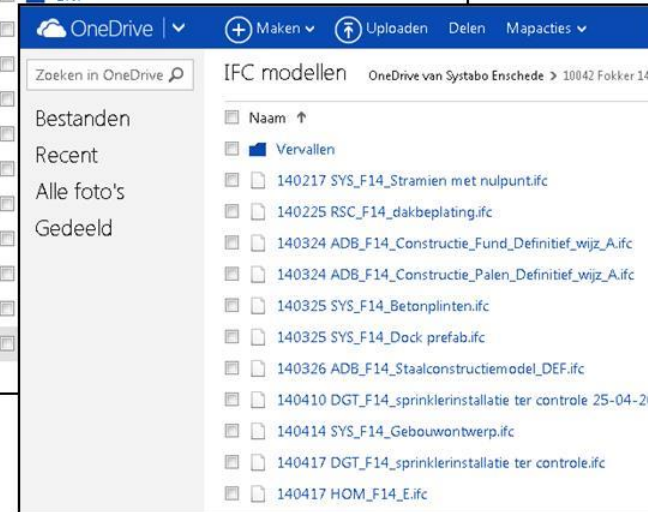 OneDrive
Maken
Uploaden
Delen
Mapacties
Zoeken in OneDrive
IFC modellen
OneDrive van Systabo Enschede > 10042 Fokker 14
Bestanden
Recent
Alle foto's
Gedeeld
Naam
Vervallen
140217 SYS_F14_Stramien met nulpunt.ifc
140225 RSC_F14_dakbeplating.ifc
140324 ADB_F14_Constructie_Fund_Definitief_wijz_A.ifc
140324 ADB_F14_Constructie_Palen_Definitief_wijz_A.ifc
140325 SYS_F14_Betonplinten.ifc
140325 SYS_F14_Dock prefab.ifc
140326 ADB_F14_Staalconstructiemodel_DEF.ifc
140410 DGT_F14_sprinklerinstallatie ter controle 25-04-20
140414 SYS_F14_Gebouwontwerp.ifc
140417 DGT_F14_sprinklerinstallatie ter controle.ifc
140417 HOM_F14_E.ifc